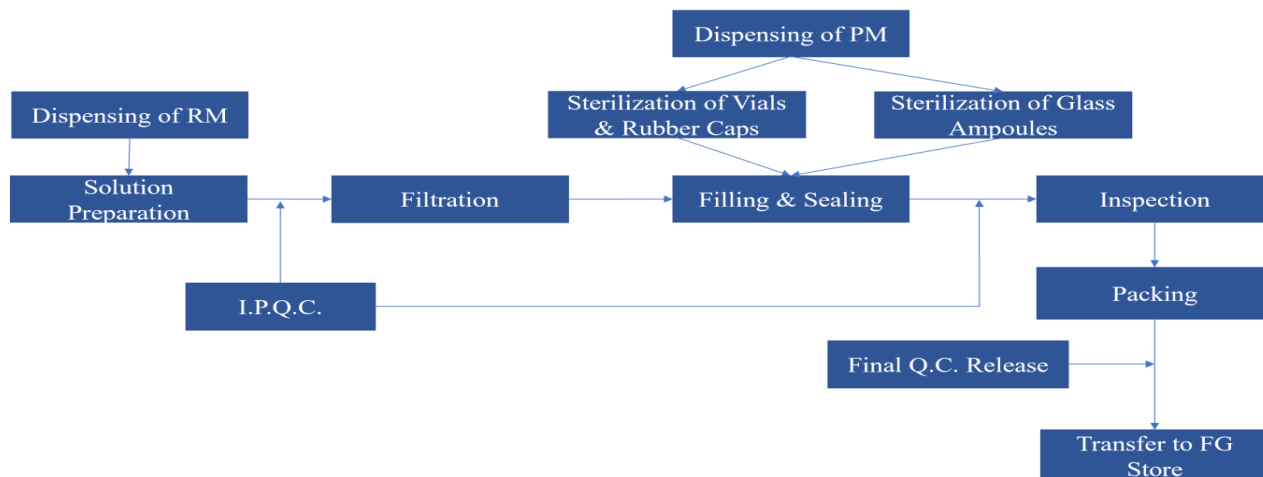 Dispensing of PM
Dispensing of RM
Sterilization of Vials
& Rubber Caps
Sterilization of Glass
Ampoules
Solution
Preparation
Filtration
Filling & Sealing
Inspection
I.P.Q.C.
Packing
Final Q.C. Release
Transfer to FG
Store